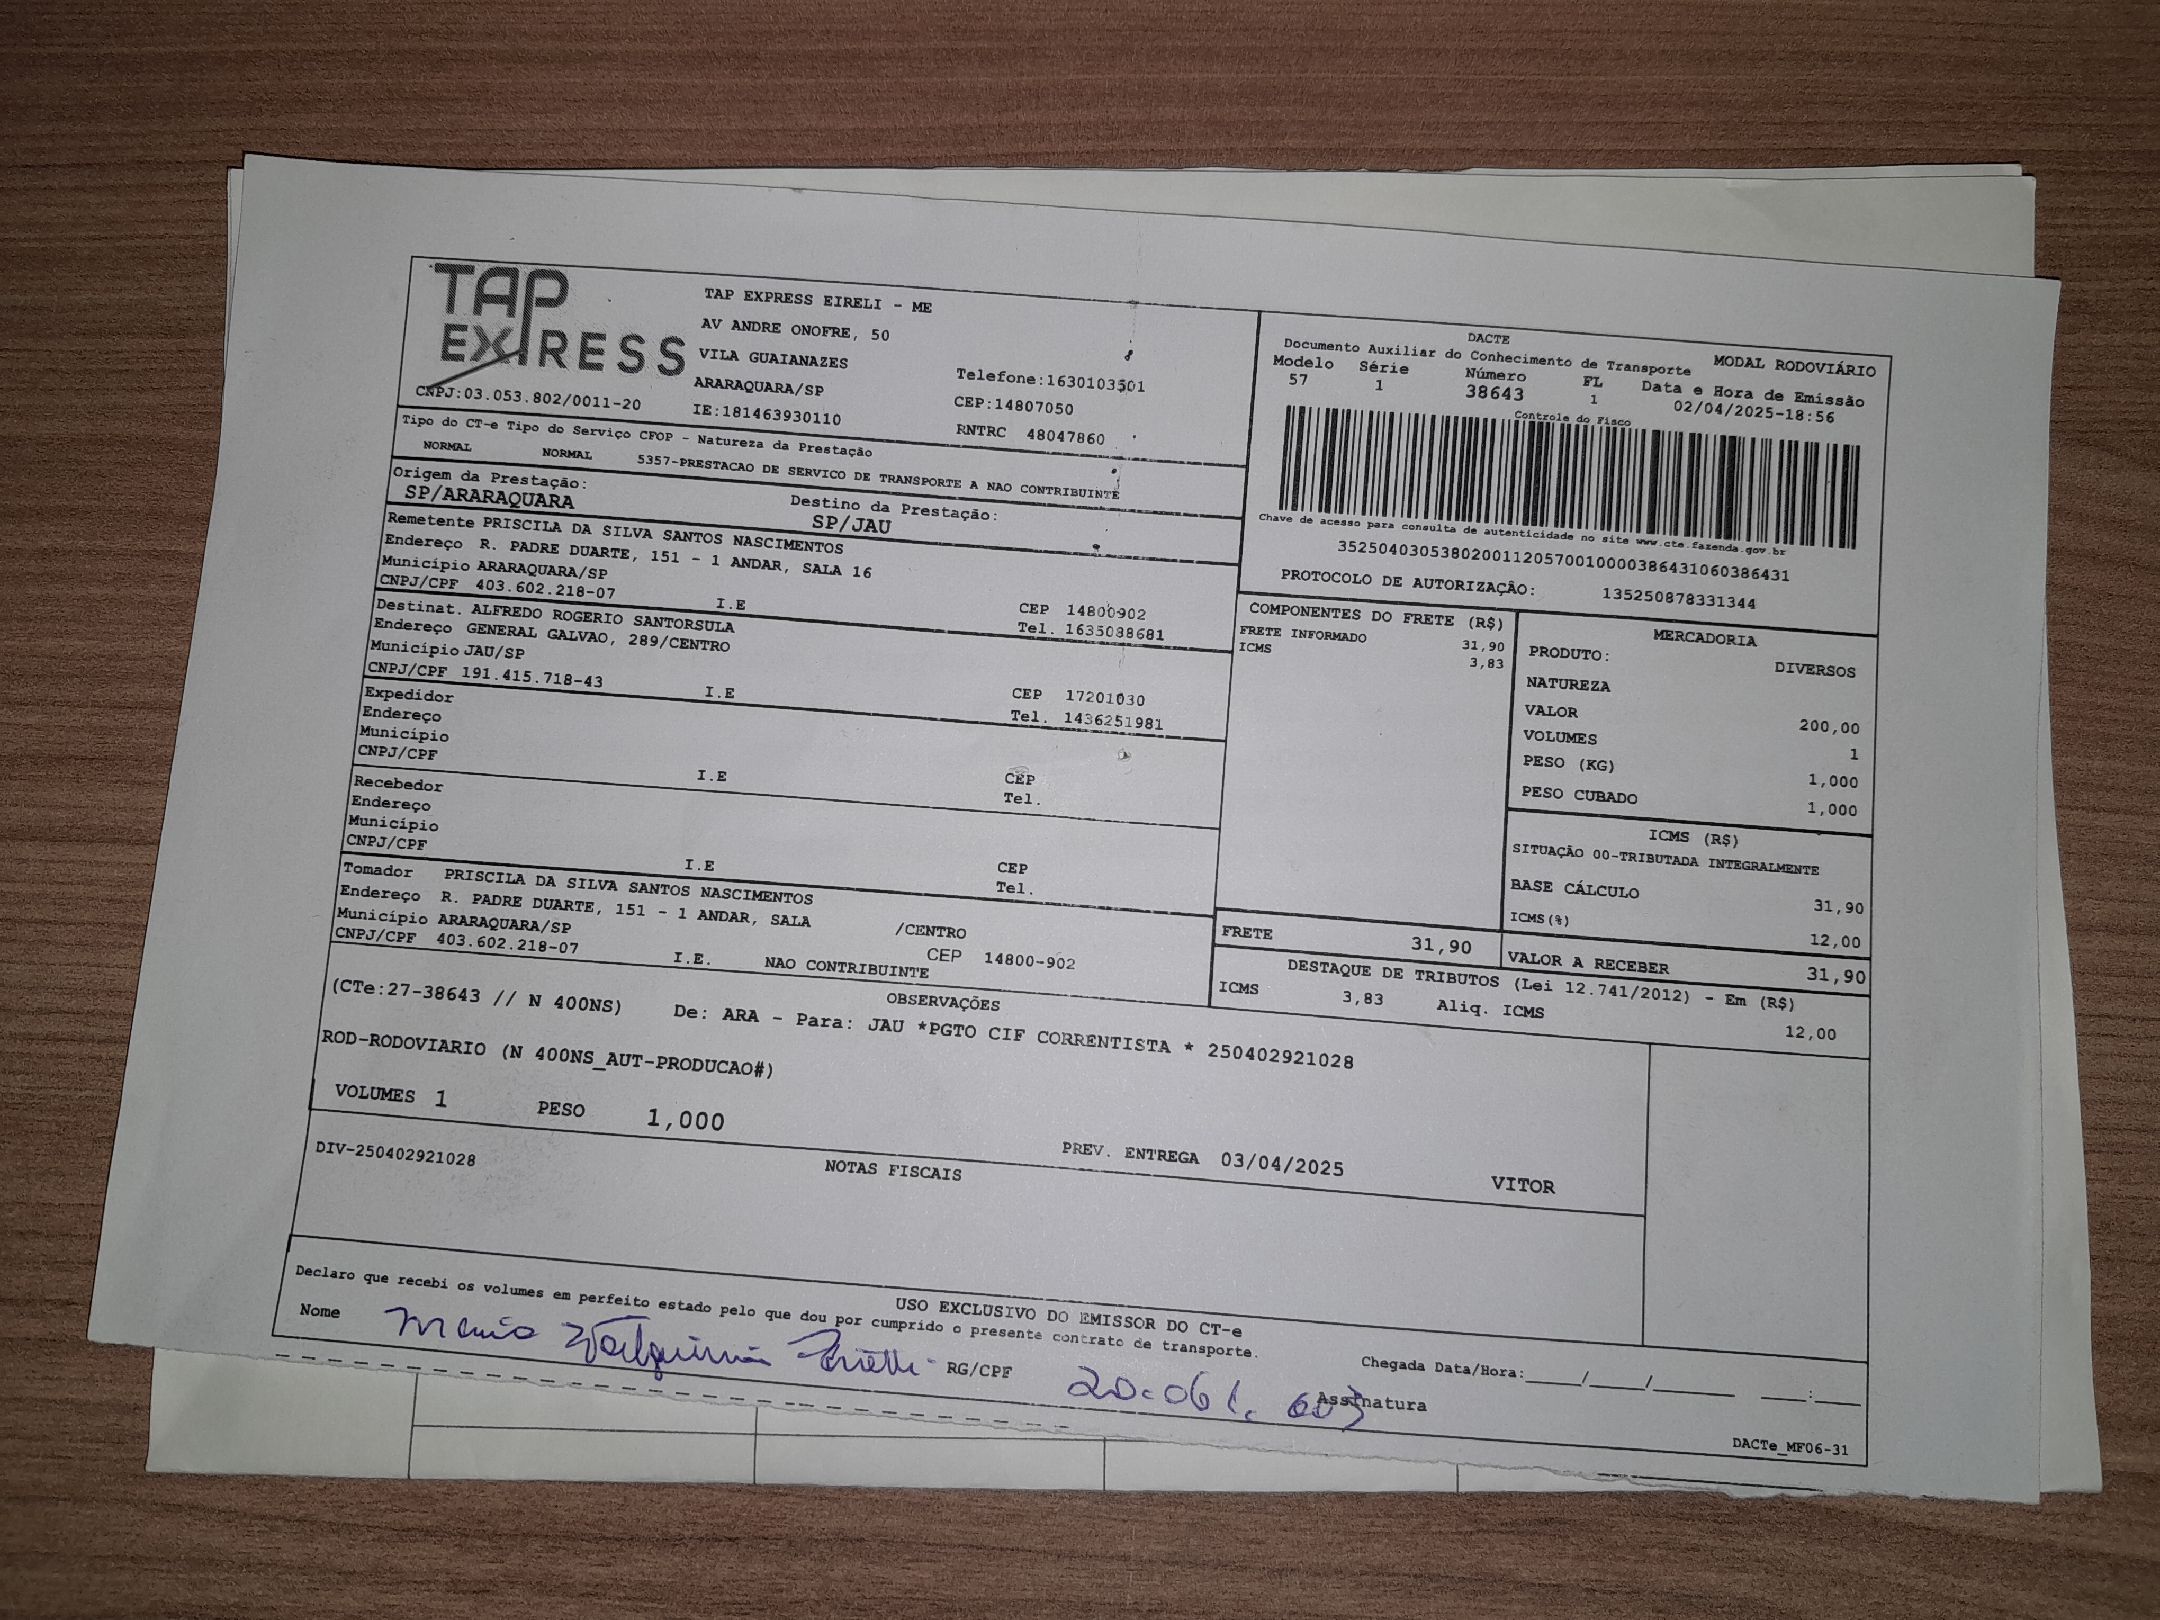 TAP
EXPRESS
CNPJ:03.053.802/0011-20
TAP EXPRESS EIRELI - ME
AV ANDRE ONOFRE, 50
VILA GUAIANAZES
ARARAQUARA/SP
IE:181463930110
Telefone:1630103501
CEP:14807050
RNTRC 48047860
DACTE
Documento Auxiliar do Conhecimento de Transporte MODAL RODOVIÁRIO
Modelo Série Número FL Data e Hora de Emissão
57 1 38643 1 02/04/2025-18:56
Controle do Fisco
Chave de acesso para consulta de autenticidade no site www.cte.fazenda.gov.br
35250403053802001120570010000386431060386431
PROTOCOLO DE AUTORIZAÇÃO: 135250878331344
Tipo do CT-e Tipo do Serviço CFOP - Natureza da Prestação
NORMAL NORMAL 5357-PRESTACAO DE SERVICO DE TRANSPORTE A NAO CONTRIBUINTE
Origem da Prestação: Destino da Prestação:
SP/ARARAQUARA SP/JAU
Remetente PRISCILA DA SILVA SANTOS NASCIMENTOS
Endereço R. PADRE DUARTE, 151 - 1 ANDAR, SALA 16
Município ARARAQUARA/SP CEP 14800902
CNPJ/CPF 403.602.218-07 I.E Tel. 1635088681
Destinat. ALFREDO ROGERIO SANTORSULA
Endereço GENERAL GALVAO, 289/CENTRO
Município JAU/SP CEP 17201030
CNPJ/CPF 191.415.718-43 I.E Tel. 1436251981
Expedidor
Endereço
Município CEP
CNPJ/CPF I.E Tel.
Recebedor
Endereço
Município CEP
CNPJ/CPF I.E Tel.
Tomador PRISCILA DA SILVA SANTOS NASCIMENTOS
Endereço R. PADRE DUARTE, 151 - 1 ANDAR, SALA /CENTRO
Município ARARAQUARA/SP CEP 14800-902
CNPJ/CPF 403.602.218-07 I.E. NAO CONTRIBUINTE
COMPONENTES DO FRETE (R$)
FRETE INFORMADO 31,90
ICMS 3,83
MERCADORIA
PRODUTO: DIVERSOS
NATUREZA
VALOR 200,00
VOLUMES 1
PESO (KG) 1,000
PESO CUBADO 1,000
ICMS (R$)
SITUAÇÃO 00-TRIBUTADA INTEGRALMENTE
BASE CÁLCULO 31,90
ICMS(%) 12,00
FRETE 31,90
VALOR A RECEBER 31,90
DESTAQUE DE TRIBUTOS (Lei 12.741/2012) - Em (R$)
ICMS 3,83 Aliq. ICMS 12,00
OBSERVAÇÕES
(CTe:27-38643 // N 400NS) De: ARA - Para: JAU *PGTO CIF CORRENTISTA * 250402921028
ROD-RODOVIARIO (N 400NS_AUT-PRODUCAO#)
VOLUMES 1 PESO 1,000 PREV. ENTREGA 03/04/2025 VITOR
NOTAS FISCAIS
DIV-250402921028
USO EXCLUSIVO DO EMISSOR DO CT-e
Declaro que recebi os volumes em perfeito estado pelo que dou por cumprido o presente contrato de transporte.
Nome RG/CPF Assinatura
Chegada Data/Hora:____/____/______ ___:___
DACTe_MF06-31